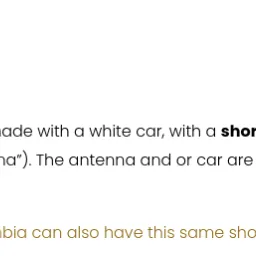 made with a white car, with a shor
na”). The antenna and or car are
bia can also have this same sho